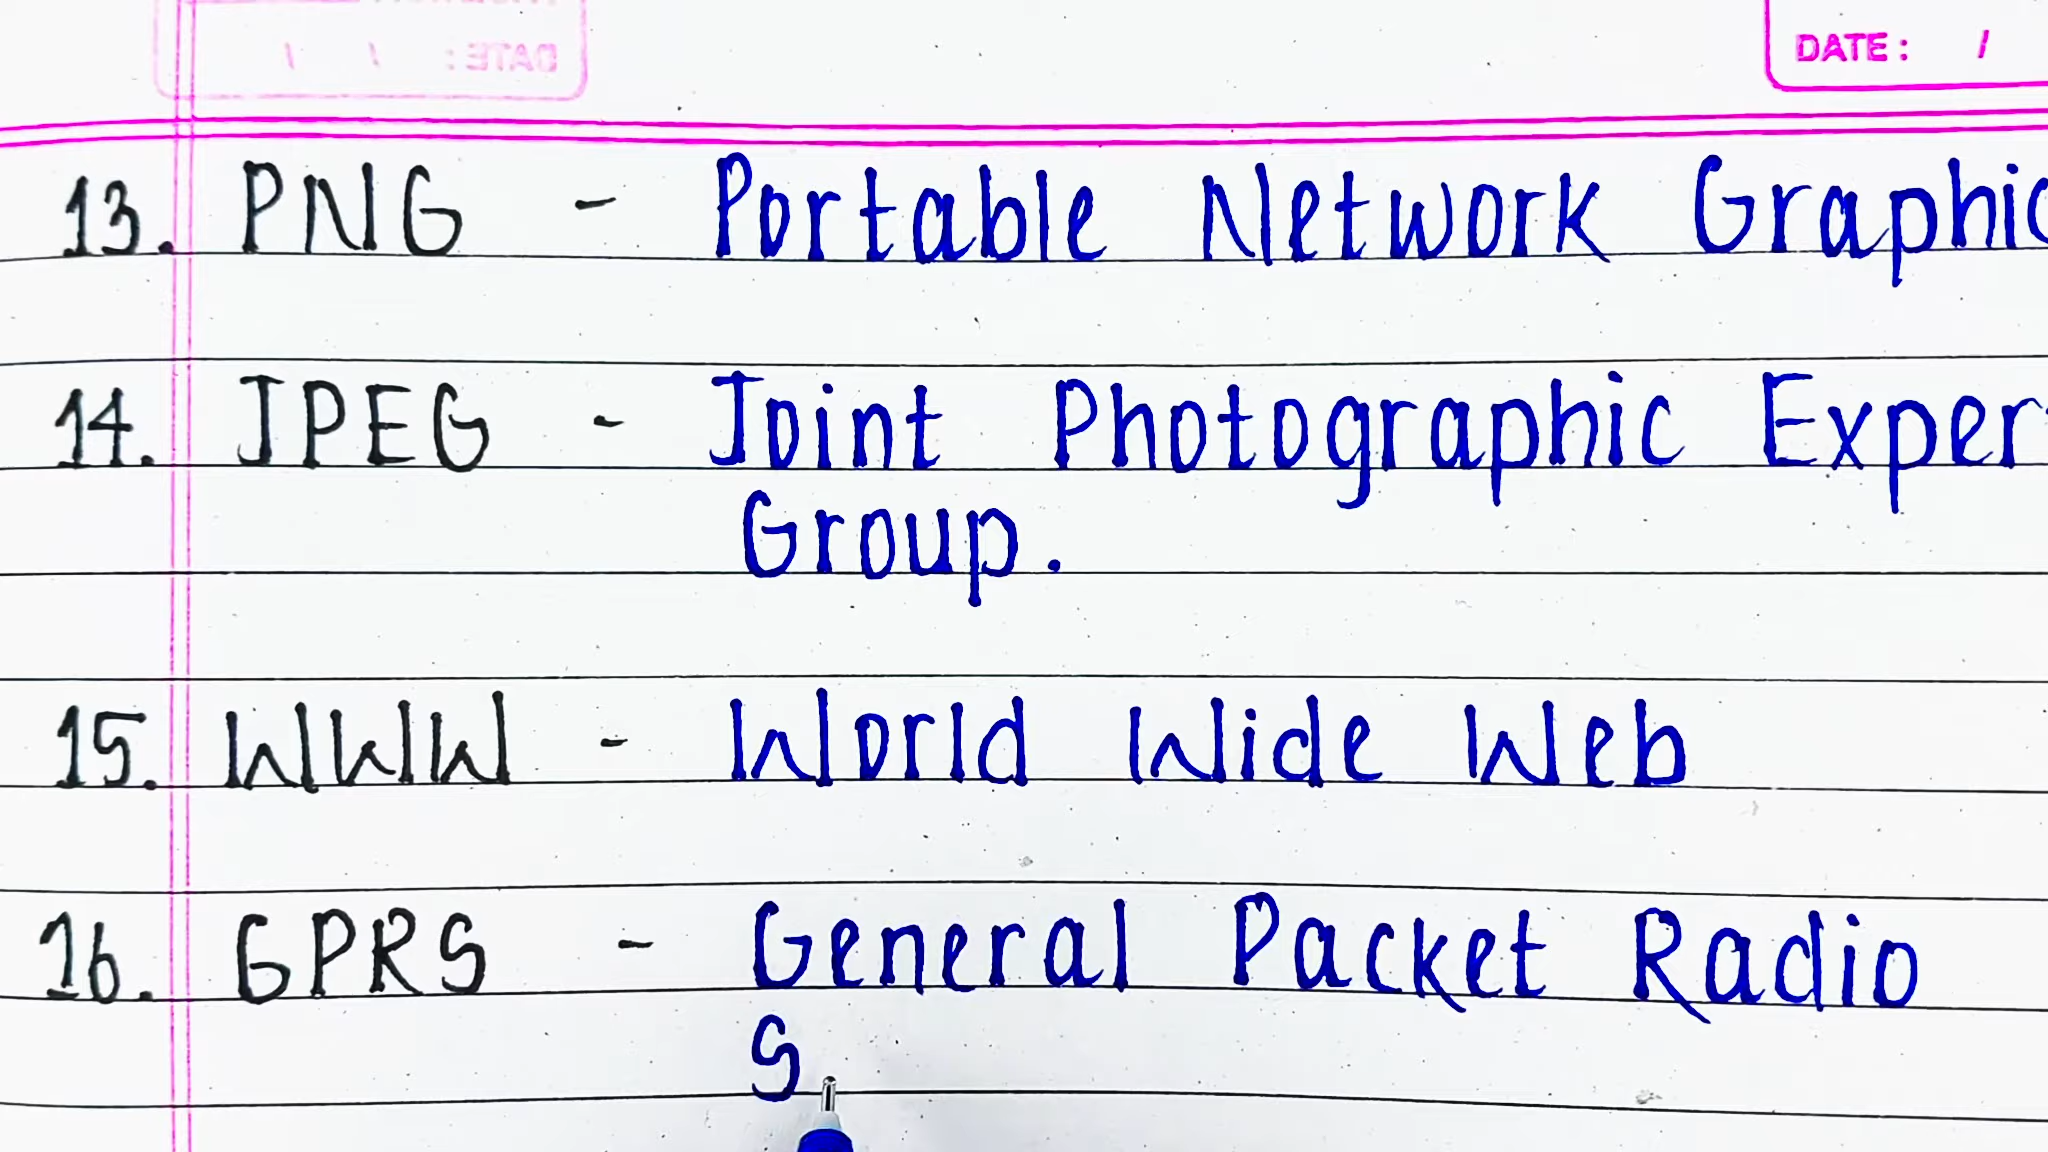 DATE: /
13. PNG - Portable Network Graphic
14. JPEG - Joint Photographic Exper
Group.
15. WWW - World Wide Web
16. GPRS - General Packet Radio
S